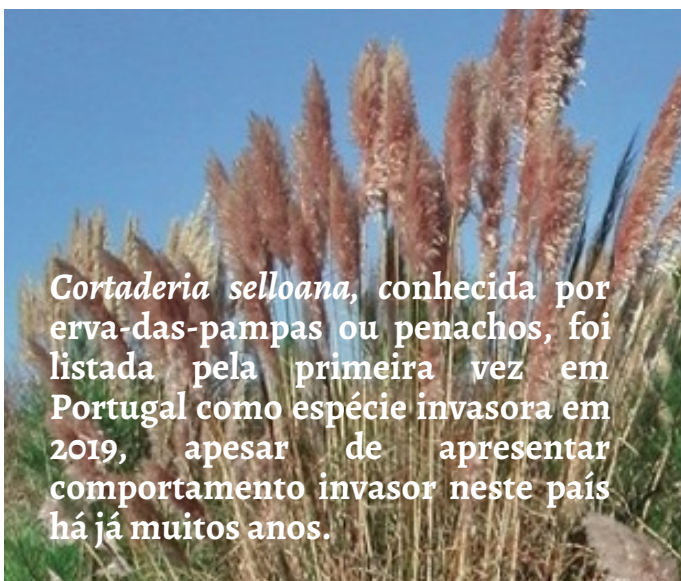 Cortaderia selloana, conhecida por
erva-das-pampas ou penachos, foi
listada pela primeira vez em
Portugal como espécie invasora em
2019, apesar de apresentar
comportamento invasor neste país
há já muitos anos.